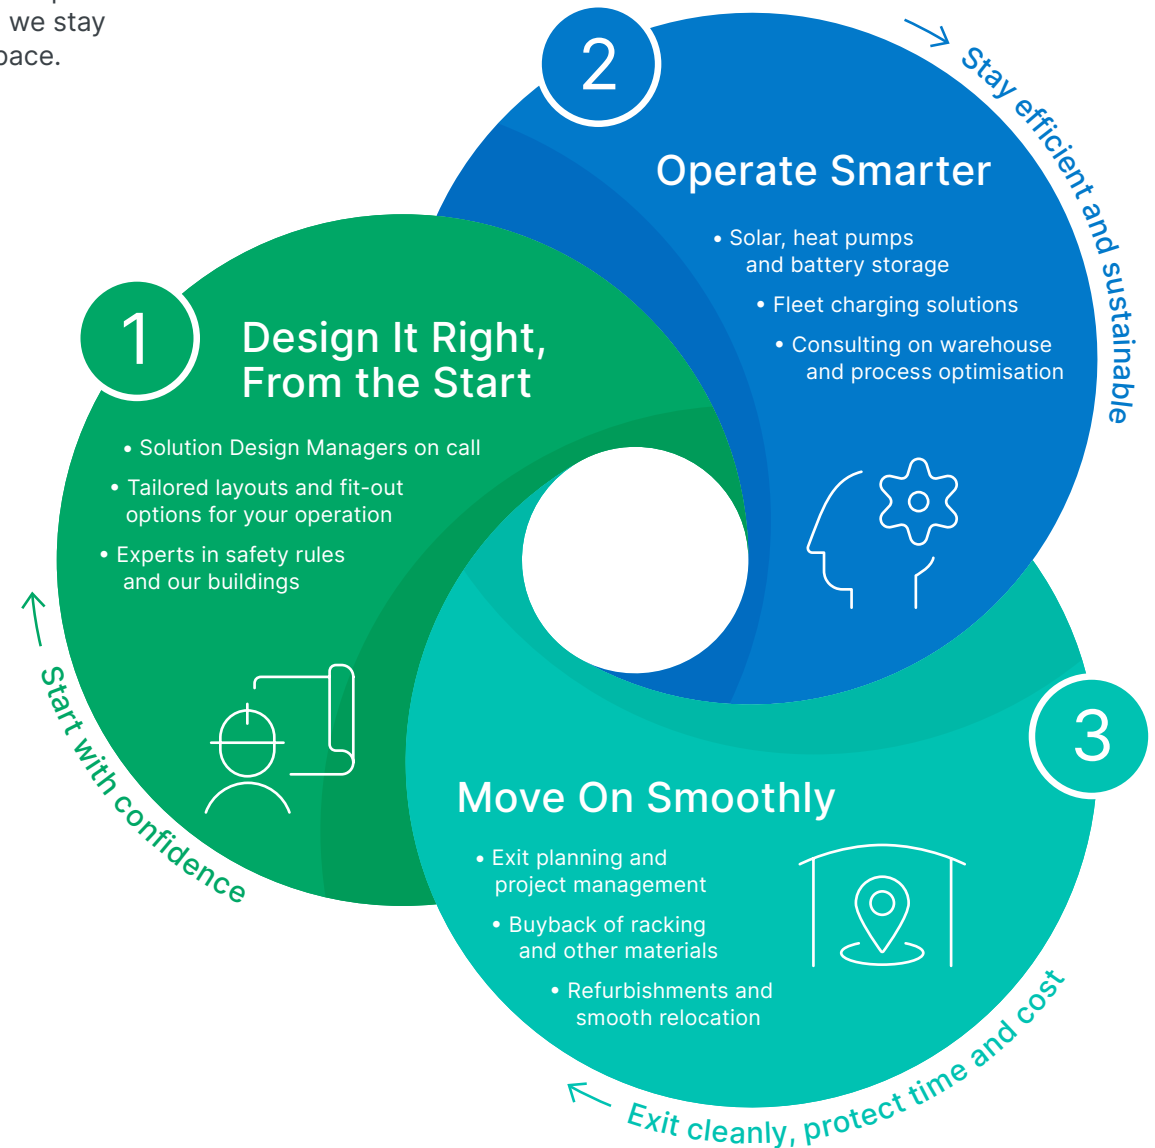 we stay
pace.
2
Stay efficient and sustainable
Operate Smarter
• Solar, heat pumps
and battery storage
• Fleet charging solutions
• Consulting on warehouse
and process optimisation
1
Design It Right,
From the Start
• Solution Design Managers on call
• Tailored layouts and fit-out
options for your operation
• Experts in safety rules
and our buildings
Start with confidence
3
Move On Smoothly
• Exit planning and
project management
• Buyback of racking
and other materials
• Refurbishments and
smooth relocation
Exit cleanly, protect time and cost